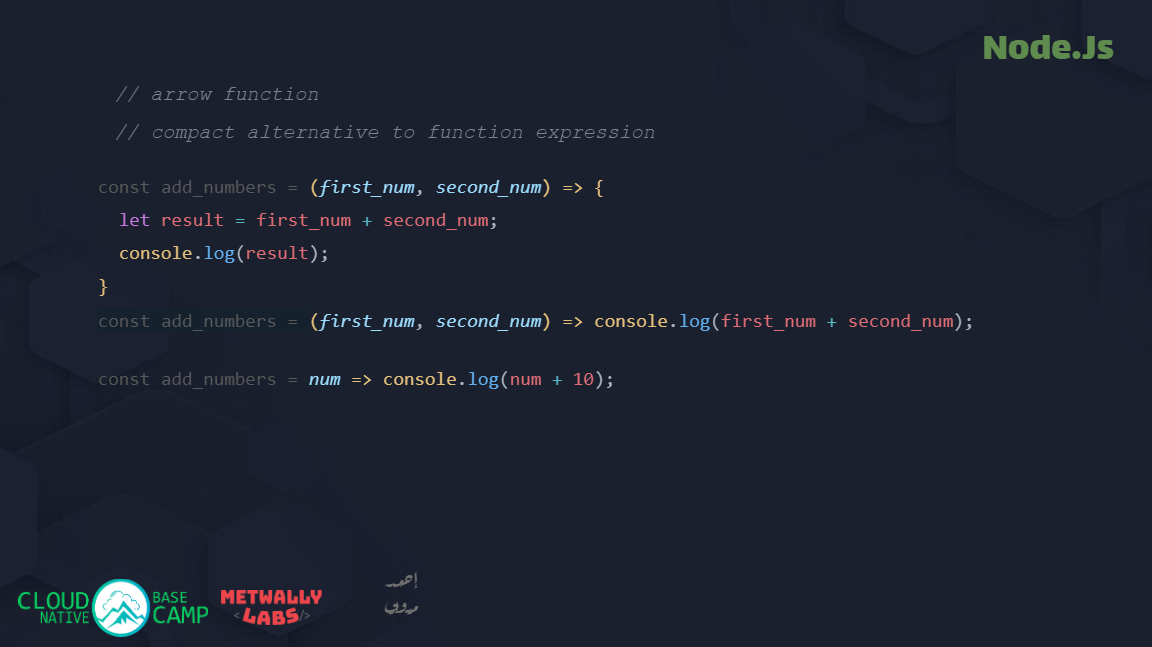 Node.Js
// arrow function
// compact alternative to function expression
const add_numbers = (first_num, second_num) => {
let result = first_num + second_num;
console.log(result);
}
const add_numbers = (first_num, second_num) => console.log(first_num + second_num);
const add_numbers = num => console.log(num + 10);
CLOUD NATIVE
BASE CAMP
METWALLY
<LABS/>